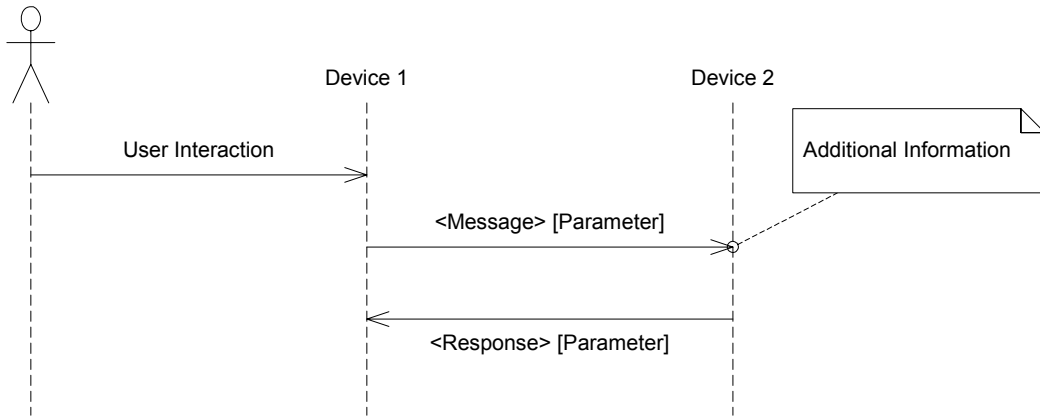 Device 1
Device 2
User Interaction
Additional Information
<Message> [Parameter]
<Response> [Parameter]